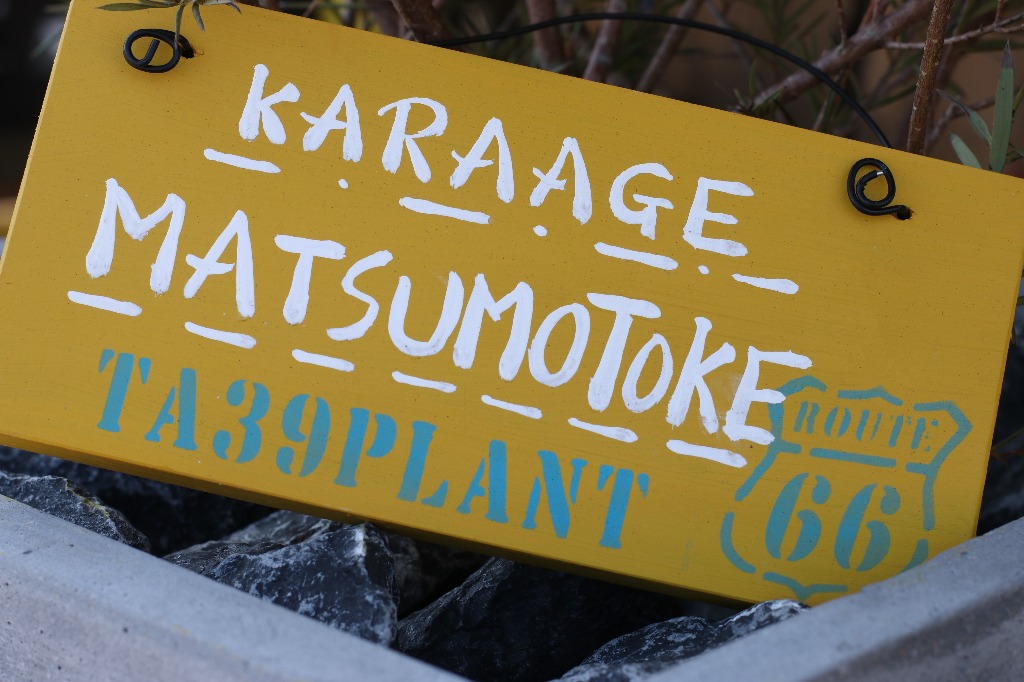 KARAAGE
MATSUMOTOKE
TA39PLANT
ROUTE
66